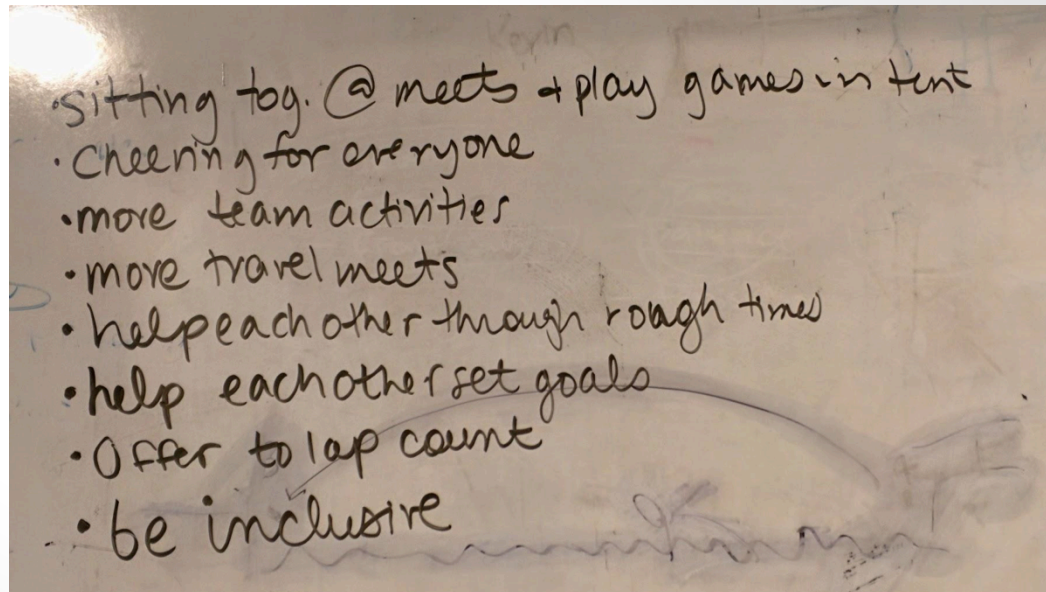 ·sitting tog. @ meets + play games in tent
·Cheering for everyone
·more team activities
·more travel meets
·help each other through rough times
·help each other set goals
·Offer to lap count
·be inclusive